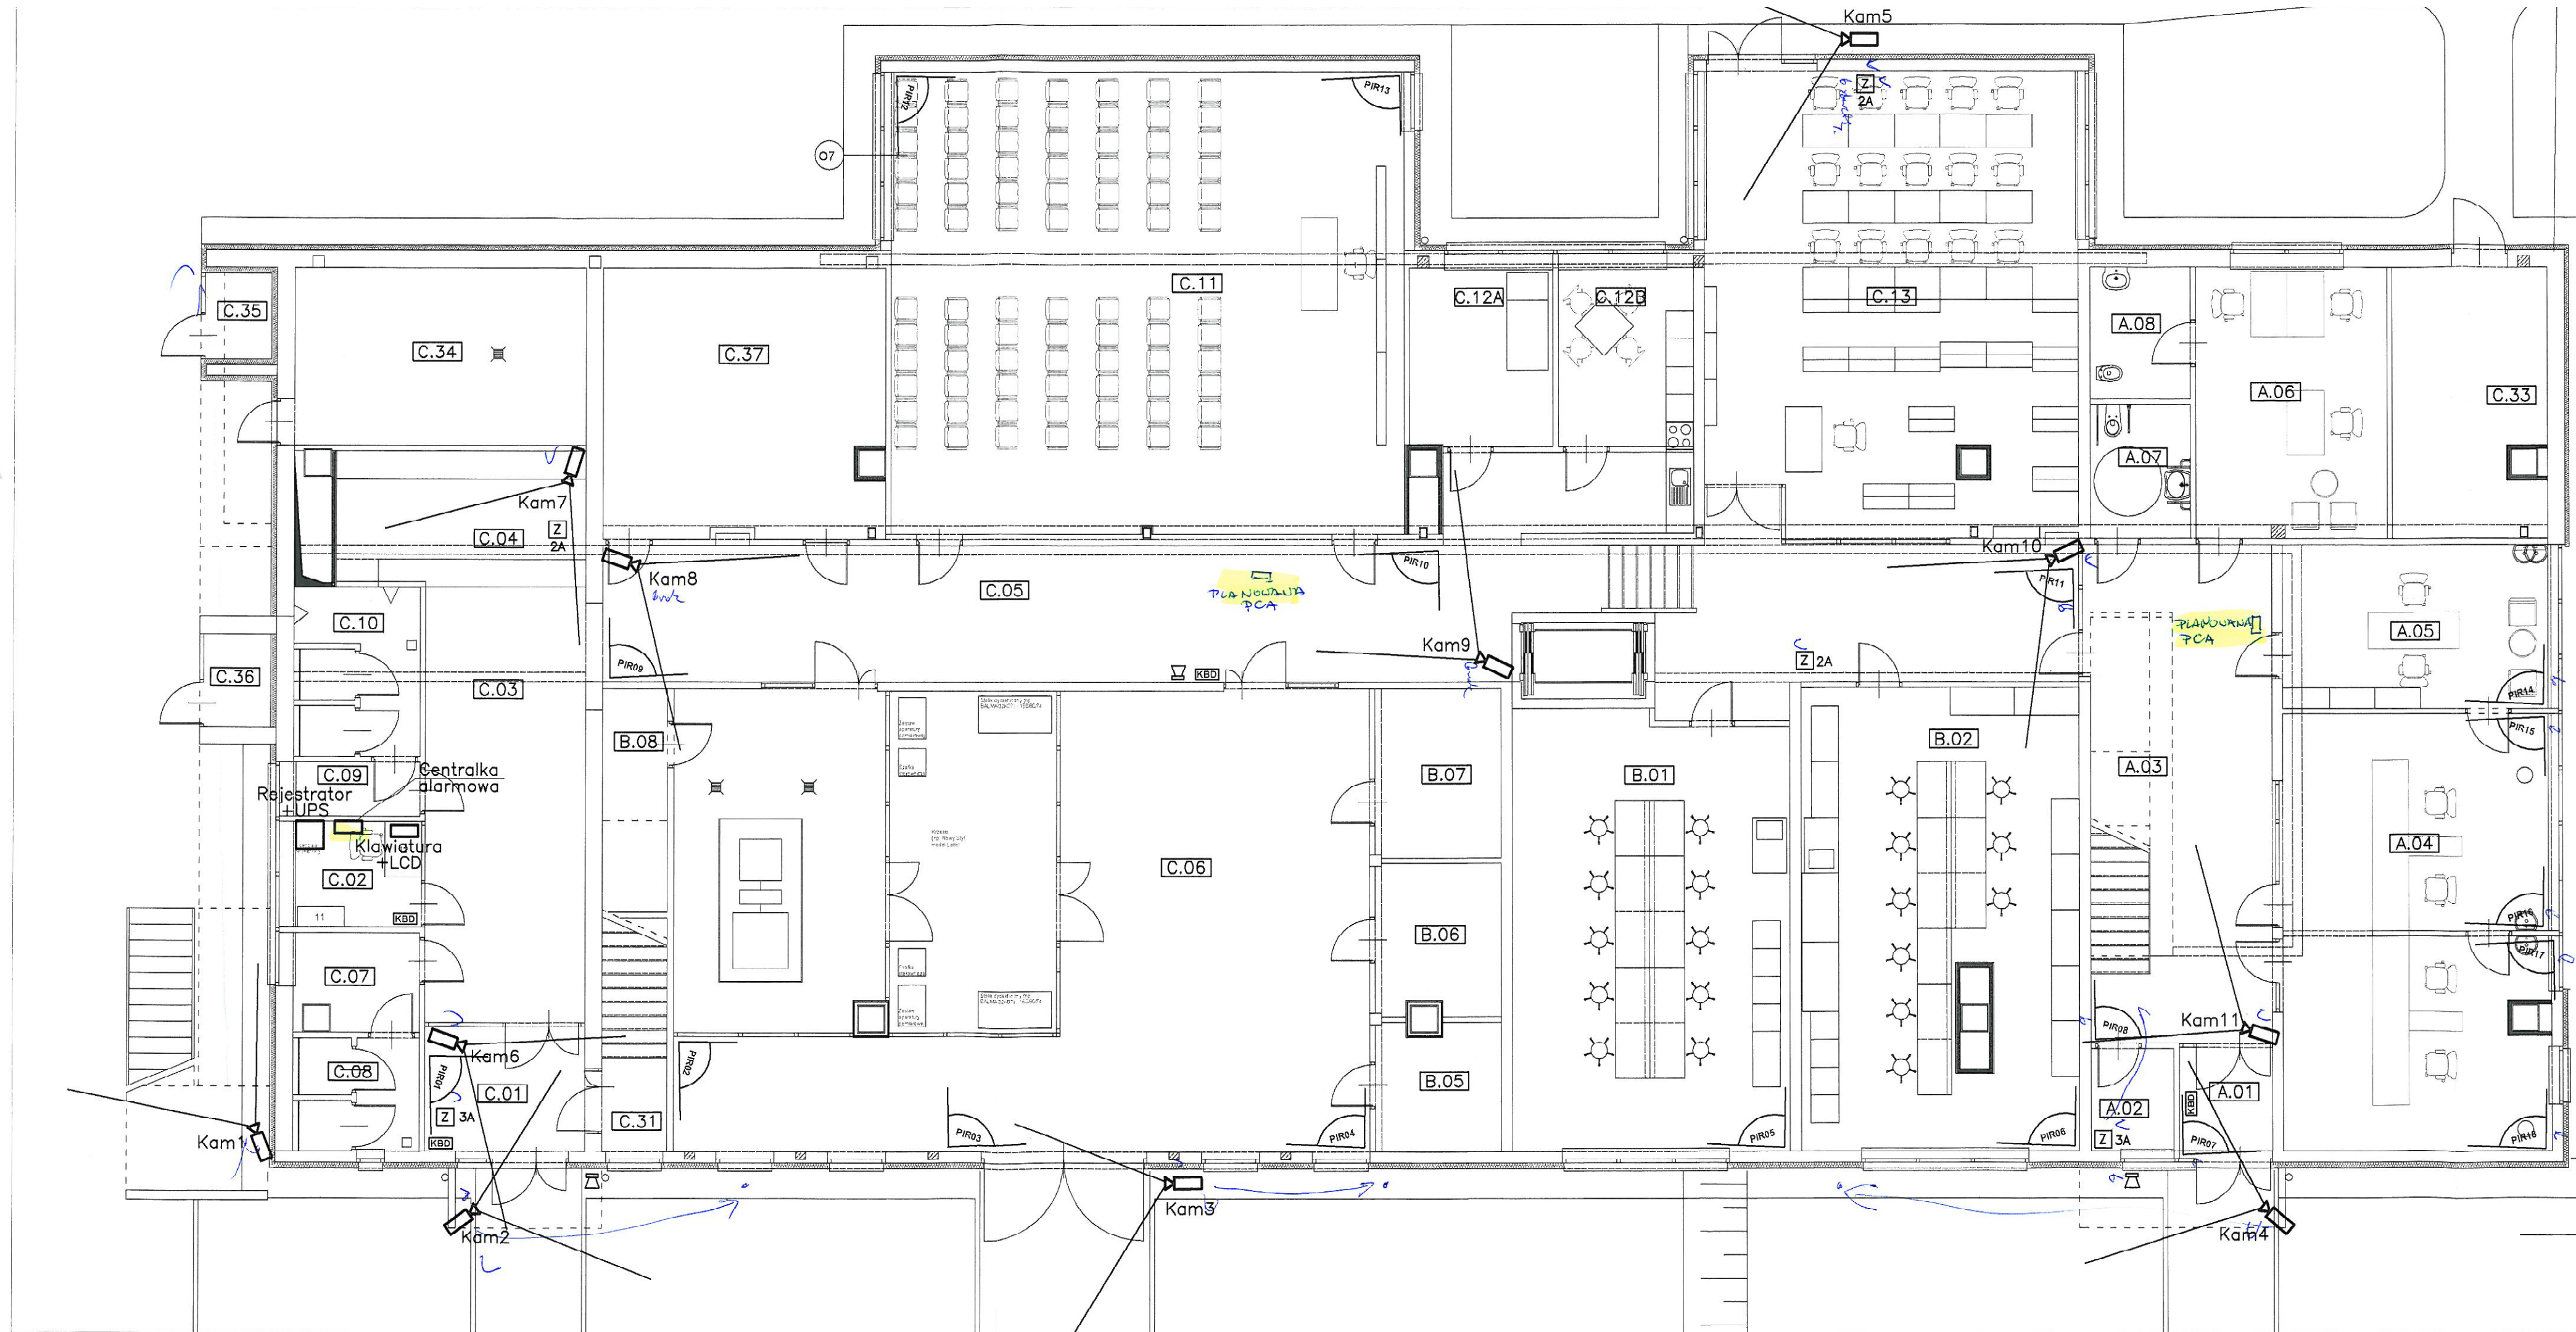 Kam5
PIR12
PIR13
Z
2A
O7
C.11
C.12A
C.12B
C.13
C.35
C.34
C.37
A.08
A.06
C.33
A.07
Kam7
C.04
Z
2A
Kam8
C.05
PLANOWANA
PCA
PIR10
Kam10
PIR11
PLANOWANA
PCA
A.05
C.10
PIR09
Kam9
Z 2A
KBD
C.36
C.03
PIR14
PIR15
B.08
B.07
B.01
B.02
A.03
C.09
Centralka
alarmowa
Rejestrator
+UPS
Klawiatura
+LCD
C.02
11
KBD
C.06
A.04
B.06
PIR16
PIR17
C.07
Kam6
PIR01
C.01
Z 3A
KBD
C.08
PIR02
C.31
PIR03
PIR04
B.05
PIR05
PIR06
PIR08
Kam11
A.02
Z 3A
KBD
A.01
PIR07
PIR18
Kam1
Kam2
Kam3
Kam4